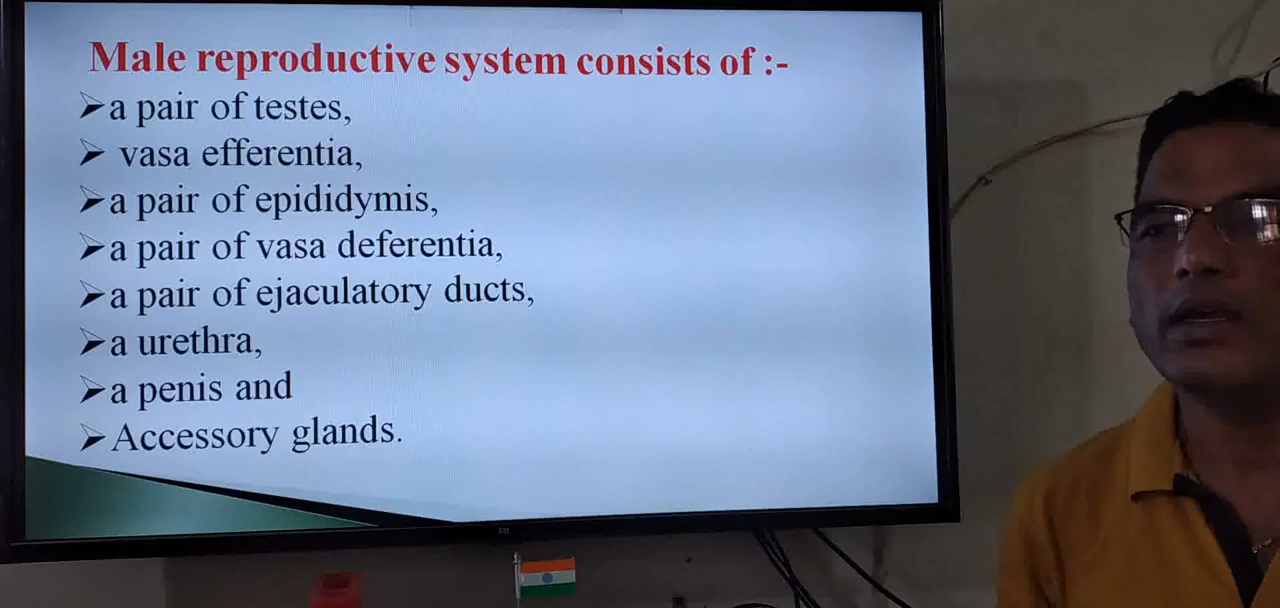 Male reproductive system consists of :-
➢a pair of testes,
➢ vasa efferentia,
➢a pair of epididymis,
➢a pair of vasa deferentia,
➢a pair of ejaculatory ducts,
➢a urethra,
➢a penis and
➢Accessory glands.